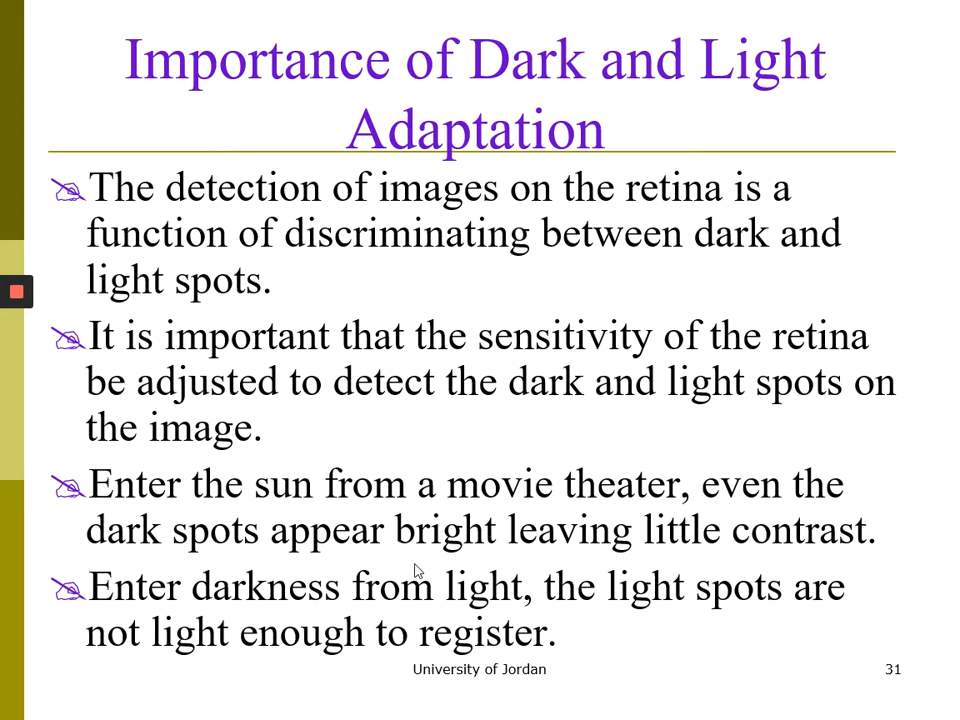 Importance of Dark and Light
Adaptation
The detection of images on the retina is a
function of discriminating between dark and
light spots.
It is important that the sensitivity of the retina
be adjusted to detect the dark and light spots on
the image.
Enter the sun from a movie theater, even the
dark spots appear bright leaving little contrast.
Enter darkness from light, the light spots are
not light enough to register.
University of Jordan
31